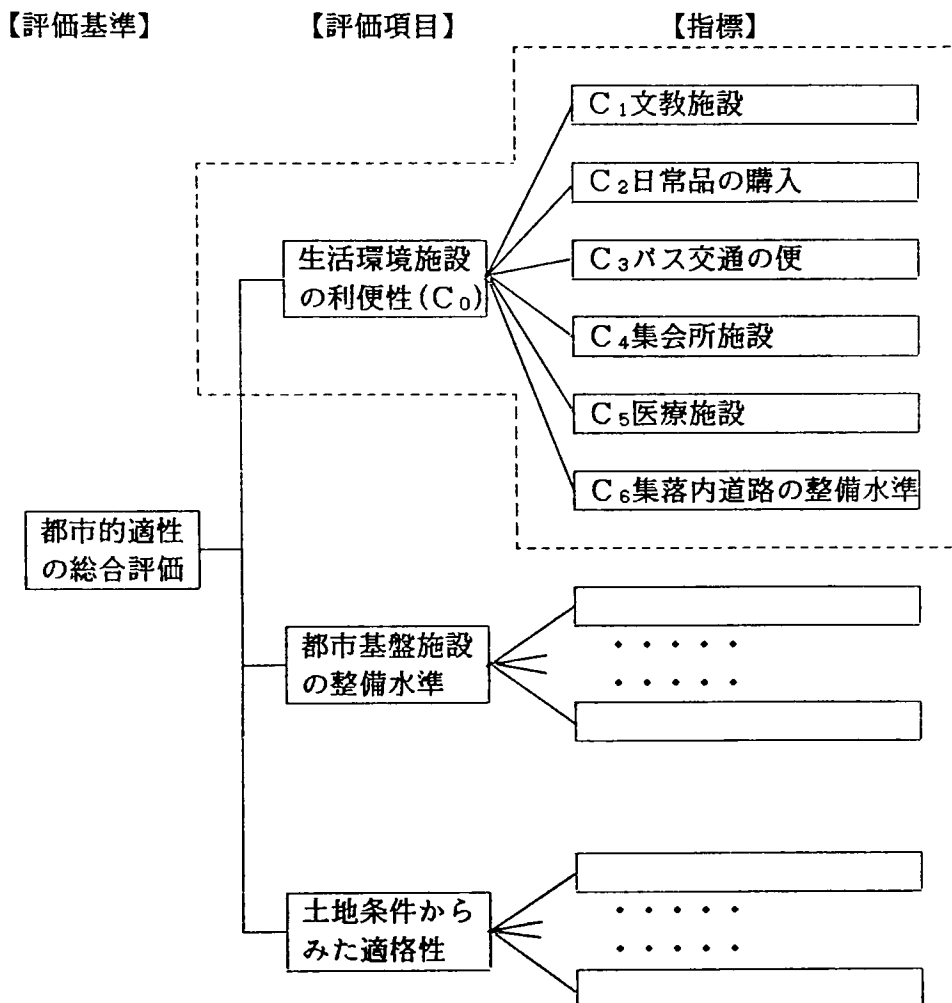 【評価基準】 【評価項目】 【指標】
C₁文教施設
C₂日常品の購入
生活環境施設
の利便性(C₀)
C₃バス交通の便
C₄集会所施設
C₅医療施設
C₆集落内道路の整備水準
都市的適性
の総合評価
都市基盤施設
の整備水準
土地条件から
みた適格性